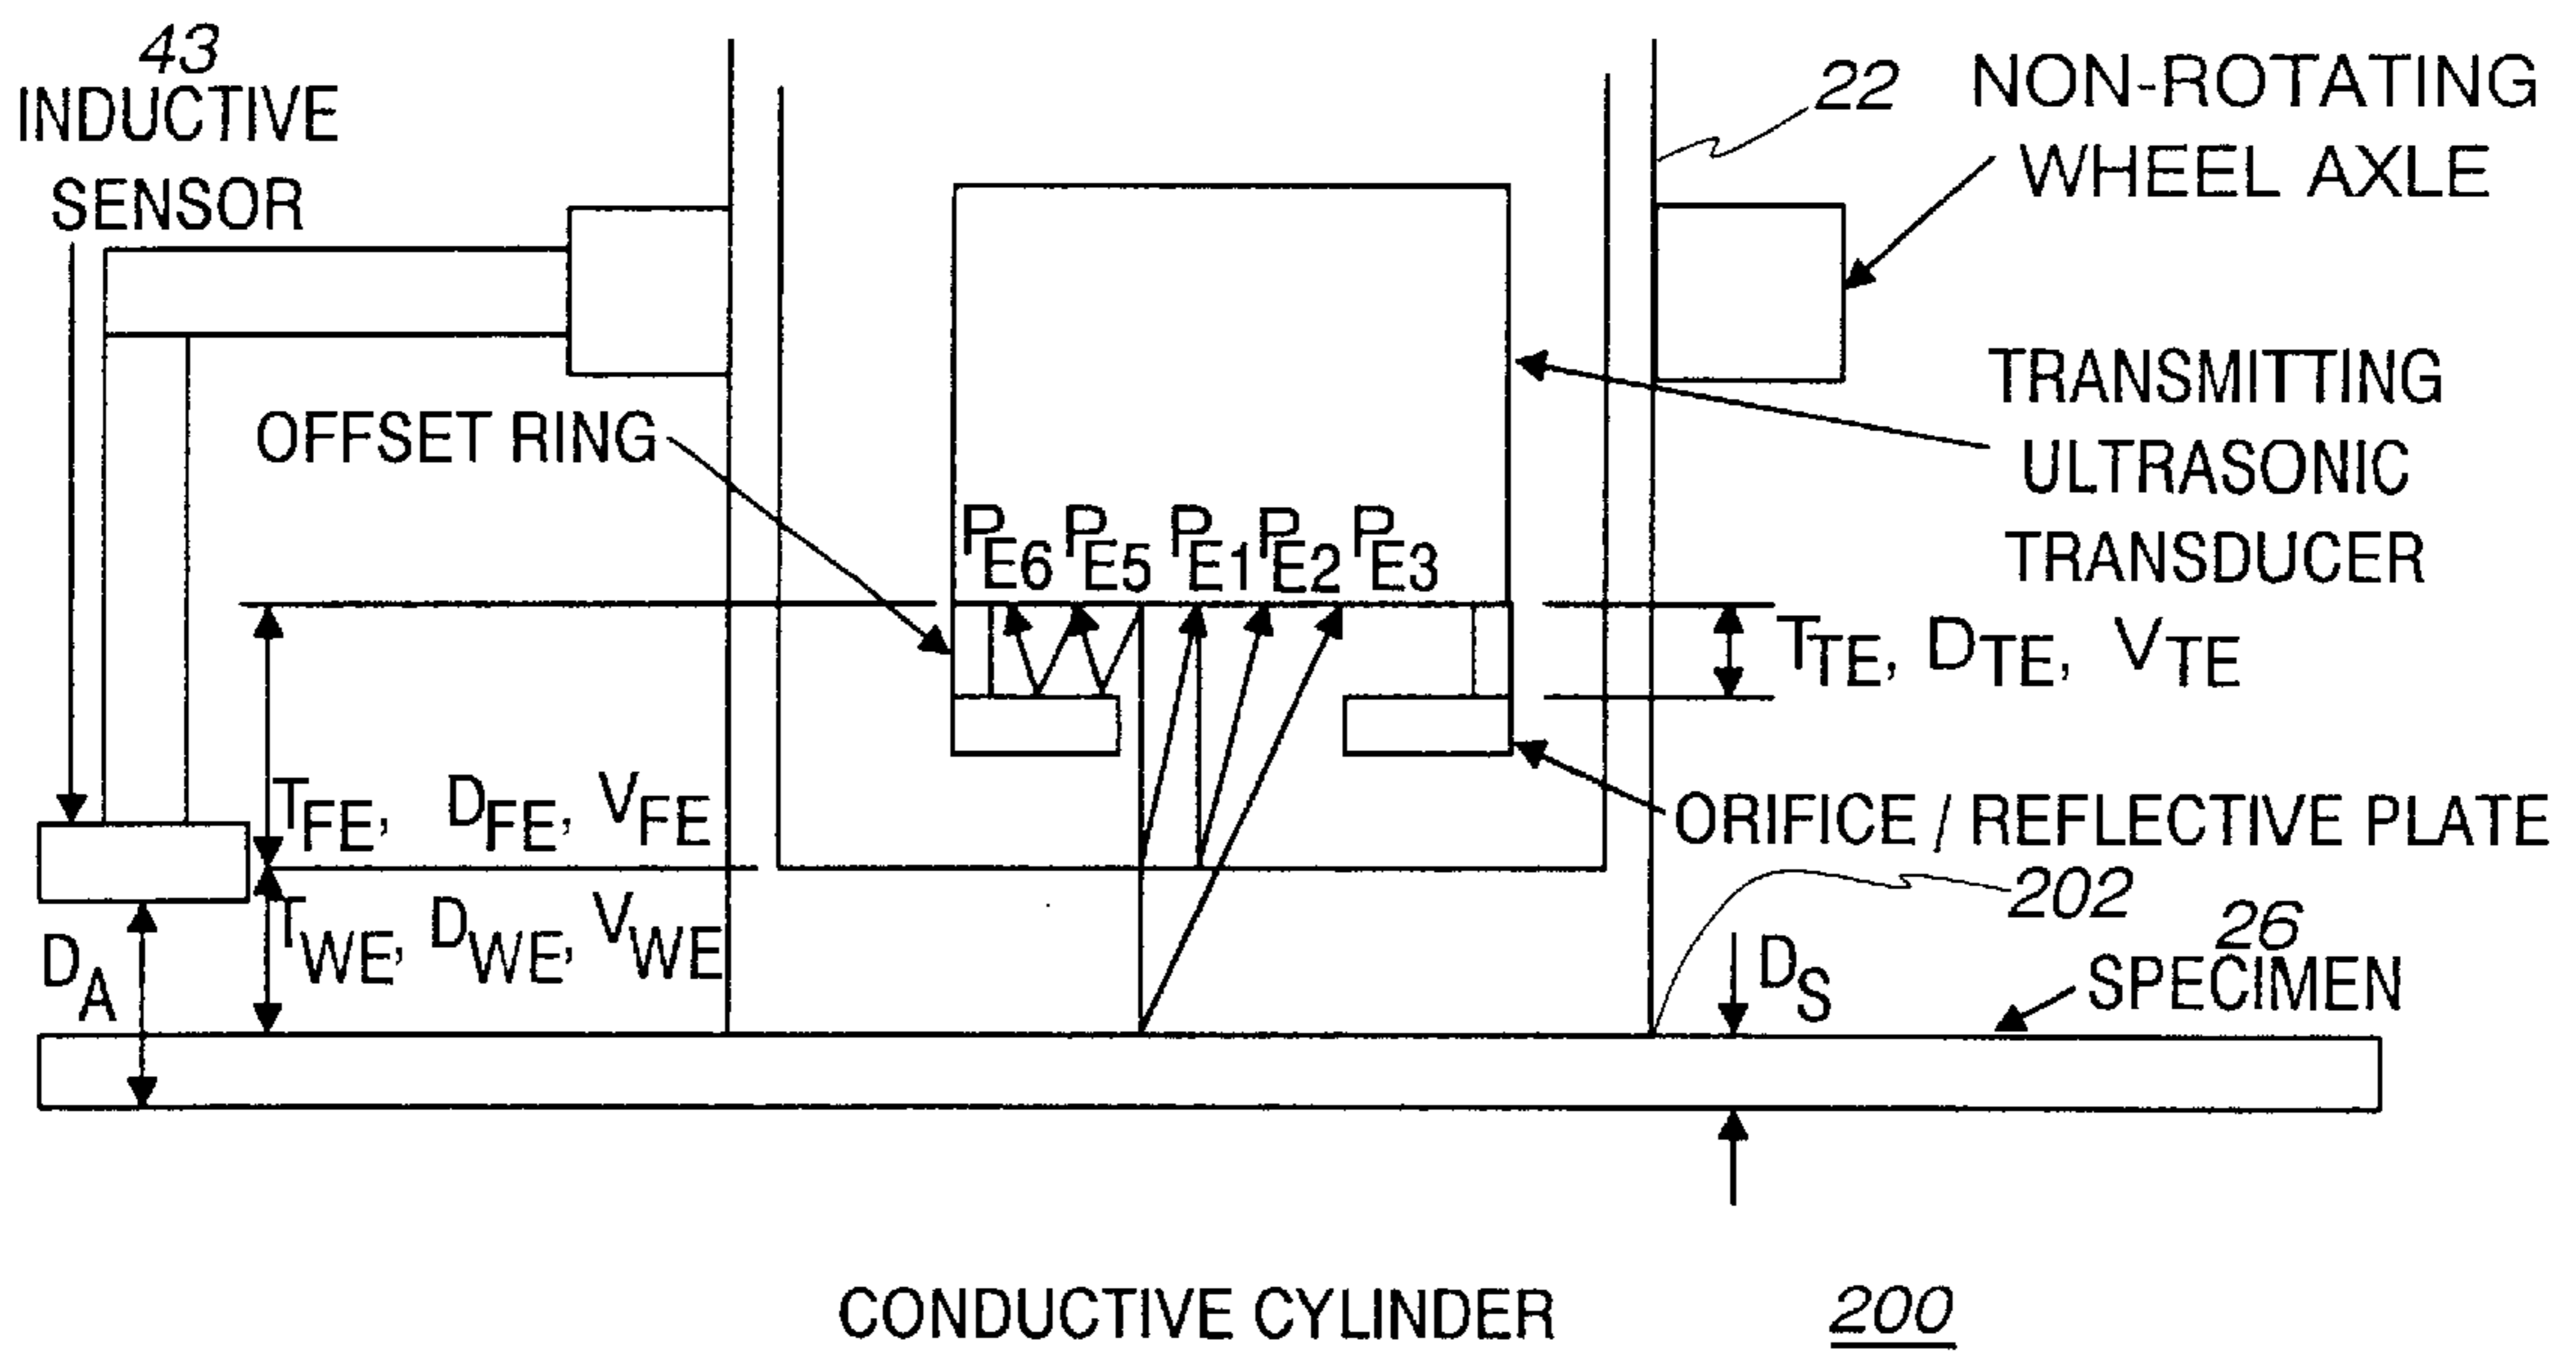 43
INDUCTIVE
SENSOR
22
NON-ROTATING
WHEEL AXLE
OFFSET RING
TRANSMITTING
ULTRASONIC
TRANSDUCER
PE6 PE5 PE1 PE2 PE3
TTE, DTE, VTE
TFE, DFE, VFE
ORIFICE / REFLECTIVE PLATE
202
TWE, DWE, VWE
DA
DS
26
SPECIMEN
CONDUCTIVE CYLINDER
200